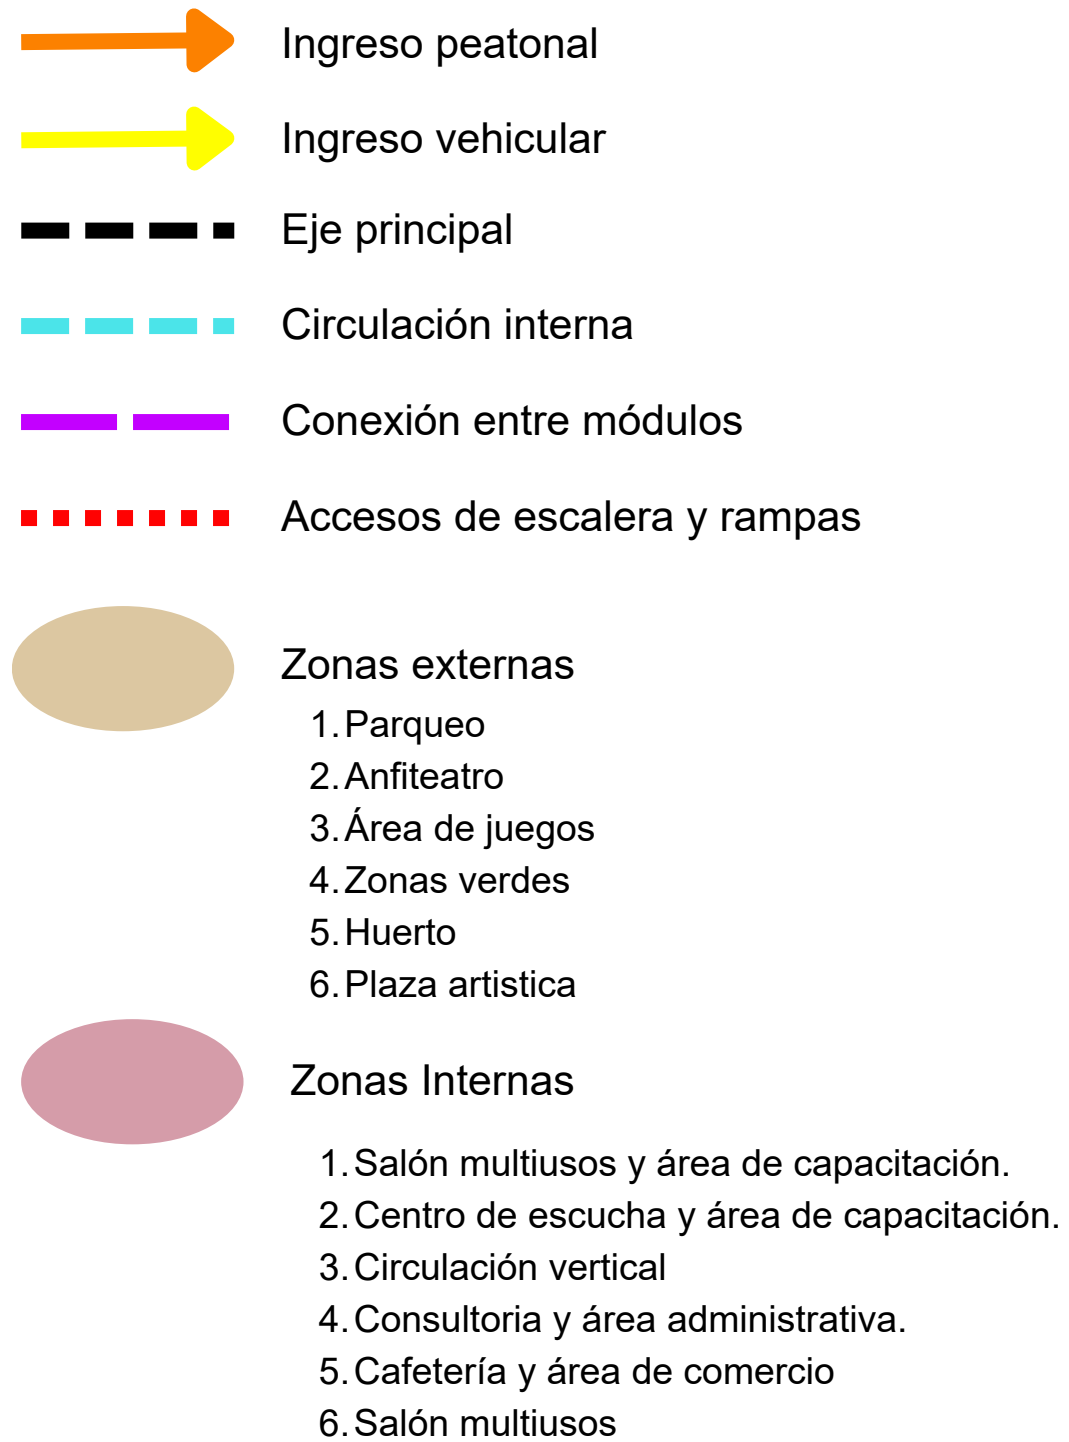 Ingreso peatonal
Ingreso vehicular
Eje principal
Circulación interna
Conexión entre módulos
Accesos de escalera y rampas
Zonas externas
1. Parqueo
2. Anfiteatro
3. Área de juegos
4. Zonas verdes
5. Huerto
6. Plaza artistica
Zonas Internas
1. Salón multiusos y área de capacitación.
2. Centro de escucha y área de capacitación.
3. Circulación vertical
4. Consultoria y área administrativa.
5. Cafetería y área de comercio
6. Salón multiusos